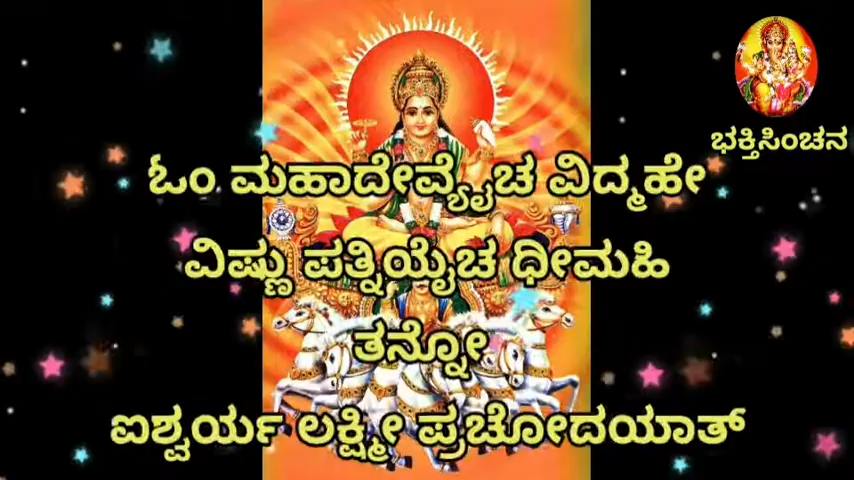 ಭಕ್ತಿಸಿಂಚನ
ಓಂ ಮಹಾದೇವ್ಯೈಚ ವಿದ್ಮಹೇ
ವಿಷ್ಣು ಪತ್ನಿಯೈಚ ಧೀಮಹಿ
ತನ್ನೋ
ಐಶ್ವರ್ಯ ಲಕ್ಷ್ಮೀ ಪ್ರಚೋದಯಾತ್